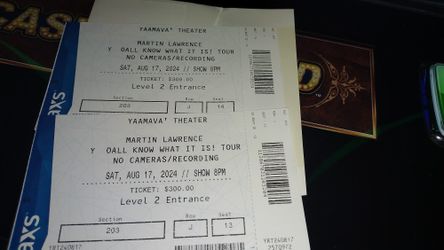 YAAMAVA' THEATER
MARTIN LAWRENCE
Y OALL KNOW WHAT IT IS! TOUR
NO CAMERAS/RECORDING
SAT, AUG 17, 2024 // SHOW 8PM
TICKET: $300.00
Level 2 Entrance
Section Row Seat
203 J 14
YAAMAVA' THEATER
MARTIN LAWRENCE
Y OALL KNOW WHAT IT IS! TOUR
NO CAMERAS/RECORDING
SAT, AUG 17, 2024 // SHOW 8PM
TICKET: $300.00
Level 2 Entrance
Section Row Seat
203 J 13
YRT240817
axs
axs
CAS
D